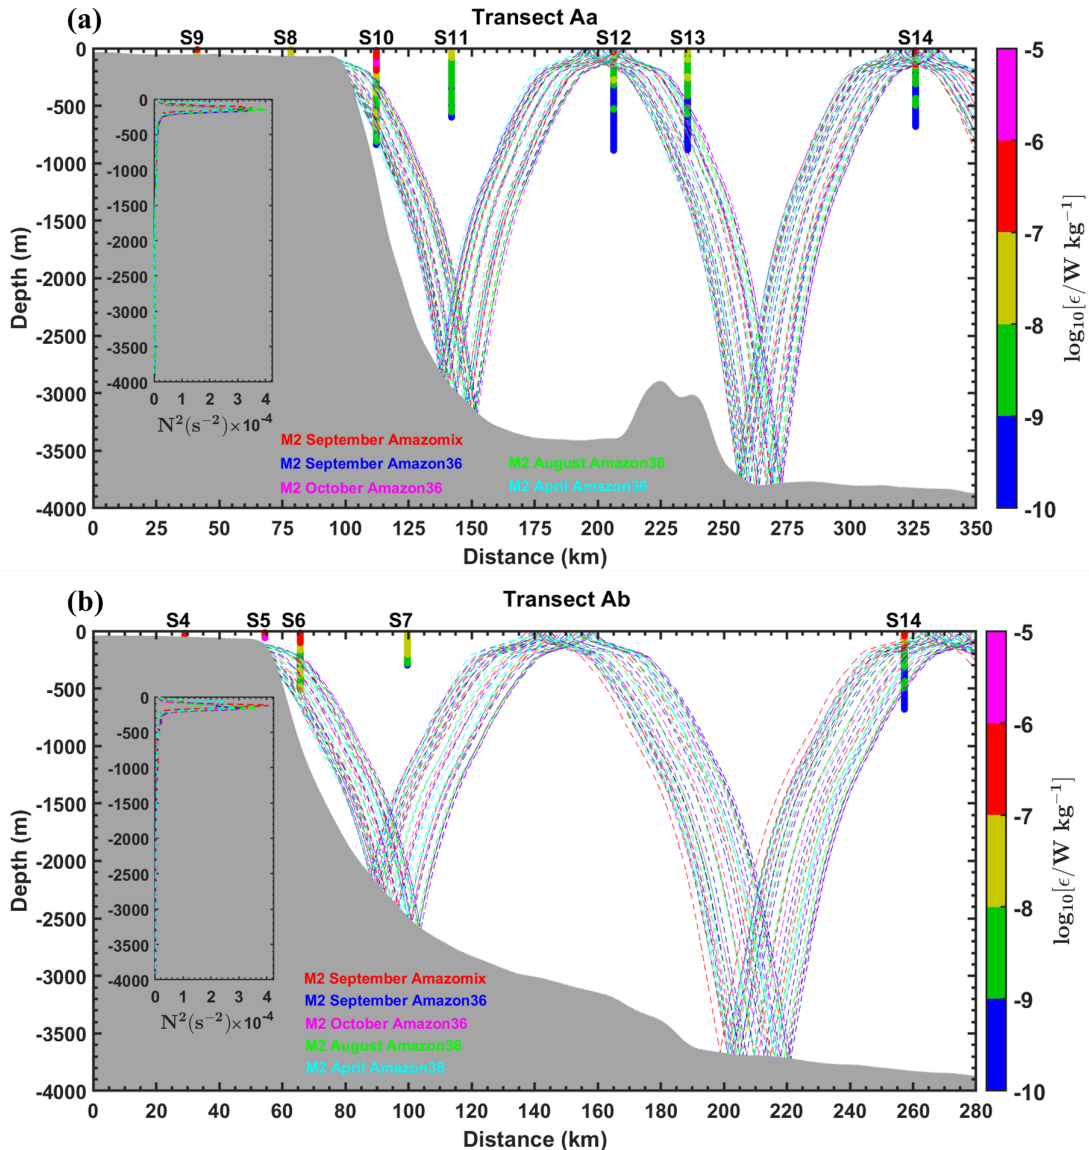 (a)
Transect Aa
S9 S8 S10 S11 S12 S13 S14
0
-500
-1000
-1500
-2000
-2500
-3000
-3500
-4000
Depth (m)
0
-500
-1000
-1500
-2000
-2500
-3000
-3500
-4000
0 1 2 3 4
N²(s⁻²)×10⁻⁴
M2 September Amazomix
M2 September Amazon36
M2 October Amazon36
M2 August Amazon36
M2 April Amazon36
0 25 50 75 100 125 150 175 200 225 250 275 300 325 350
Distance (km)
-5
-6
-7
-8
-9
-10
log₁₀[ϵ/W kg⁻¹]
(b)
Transect Ab
S4 S5 S6 S7 S14
0
-500
-1000
-1500
-2000
-2500
-3000
-3500
-4000
Depth (m)
0
-500
-1000
-1500
-2000
-2500
-3000
-3500
-4000
0 1 2 3 4
N²(s⁻²)×10⁻⁴
M2 September Amazomix
M2 September Amazon36
M2 October Amazon36
M2 August Amazon36
M2 April Amazon36
0 20 40 60 80 100 120 140 160 180 200 220 240 260 280
Distance (km)
-5
-6
-7
-8
-9
-10
log₁₀[ϵ/W kg⁻¹]